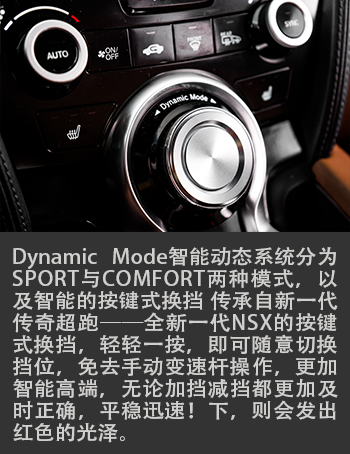 SYNC
AUTO
ON/
OFF
REAR
Dynamic Mode
Dynamic Mode智能动态系统分为
SPORT与COMFORT两种模式，以
及智能的按键式换挡 传承自新一代
传奇超跑——全新一代NSX的按键
式换挡，轻轻一按，即可随意切换
挡位，免去手动变速杆操作，更加
智能高端，无论加挡减挡都更加及
时正确，平稳迅速！下，则会发出
红色的光泽。